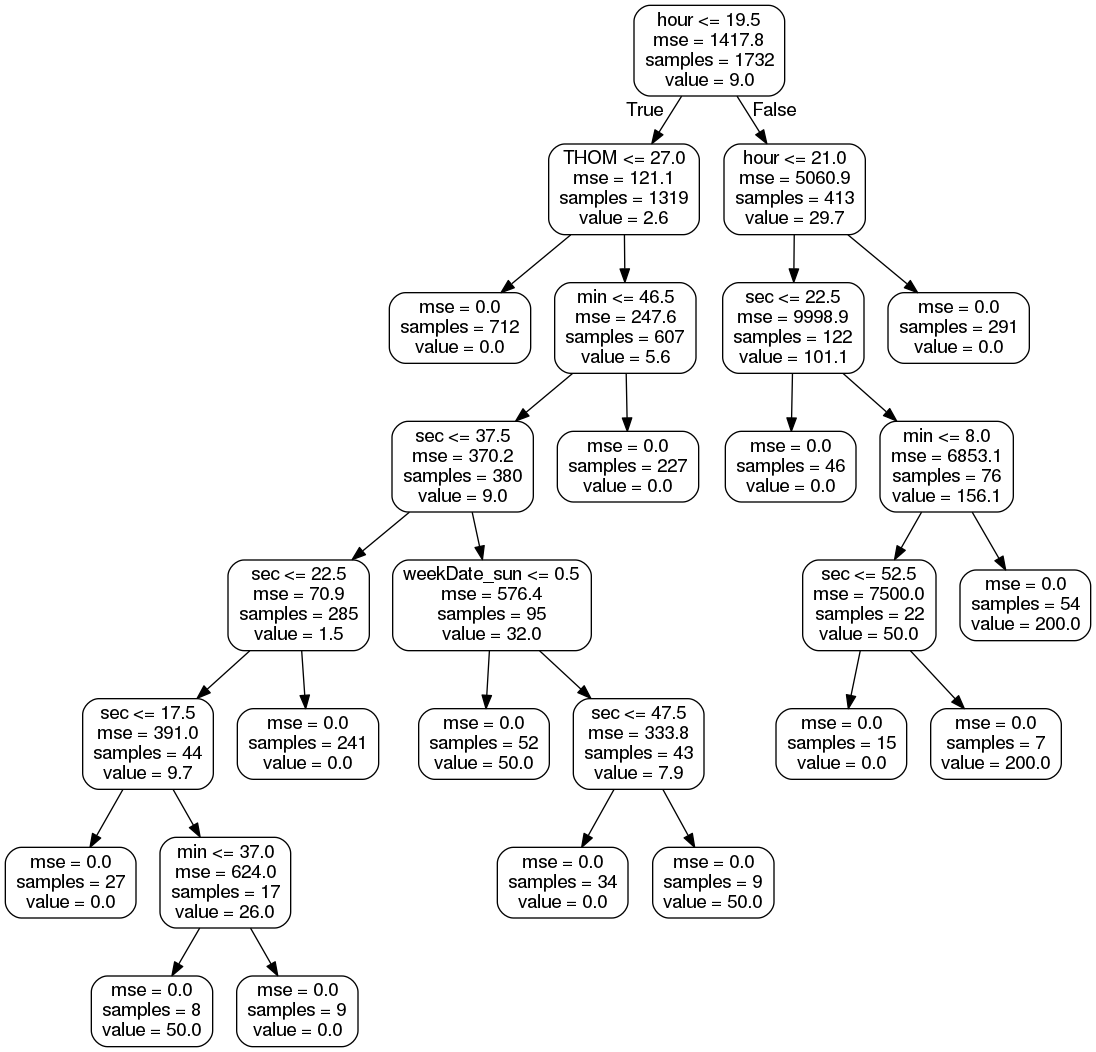 hour <= 19.5
mse = 1417.8
samples = 1732
value = 9.0
True
False
THOM <= 27.0
mse = 121.1
samples = 1319
value = 2.6
hour <= 21.0
mse = 5060.9
samples = 413
value = 29.7
mse = 0.0
samples = 712
value = 0.0
min <= 46.5
mse = 247.6
samples = 607
value = 5.6
sec <= 22.5
mse = 9998.9
samples = 122
value = 101.1
mse = 0.0
samples = 291
value = 0.0
sec <= 37.5
mse = 370.2
samples = 380
value = 9.0
mse = 0.0
samples = 227
value = 0.0
mse = 0.0
samples = 46
value = 0.0
min <= 8.0
mse = 6853.1
samples = 76
value = 156.1
sec <= 22.5
mse = 70.9
samples = 285
value = 1.5
weekDate_sun <= 0.5
mse = 576.4
samples = 95
value = 32.0
sec <= 52.5
mse = 7500.0
samples = 22
value = 50.0
mse = 0.0
samples = 54
value = 200.0
sec <= 17.5
mse = 391.0
samples = 44
value = 9.7
mse = 0.0
samples = 241
value = 0.0
mse = 0.0
samples = 52
value = 50.0
sec <= 47.5
mse = 333.8
samples = 43
value = 7.9
mse = 0.0
samples = 15
value = 0.0
mse = 0.0
samples = 7
value = 200.0
mse = 0.0
samples = 27
value = 0.0
min <= 37.0
mse = 624.0
samples = 17
value = 26.0
mse = 0.0
samples = 34
value = 0.0
mse = 0.0
samples = 9
value = 50.0
mse = 0.0
samples = 8
value = 50.0
mse = 0.0
samples = 9
value = 0.0